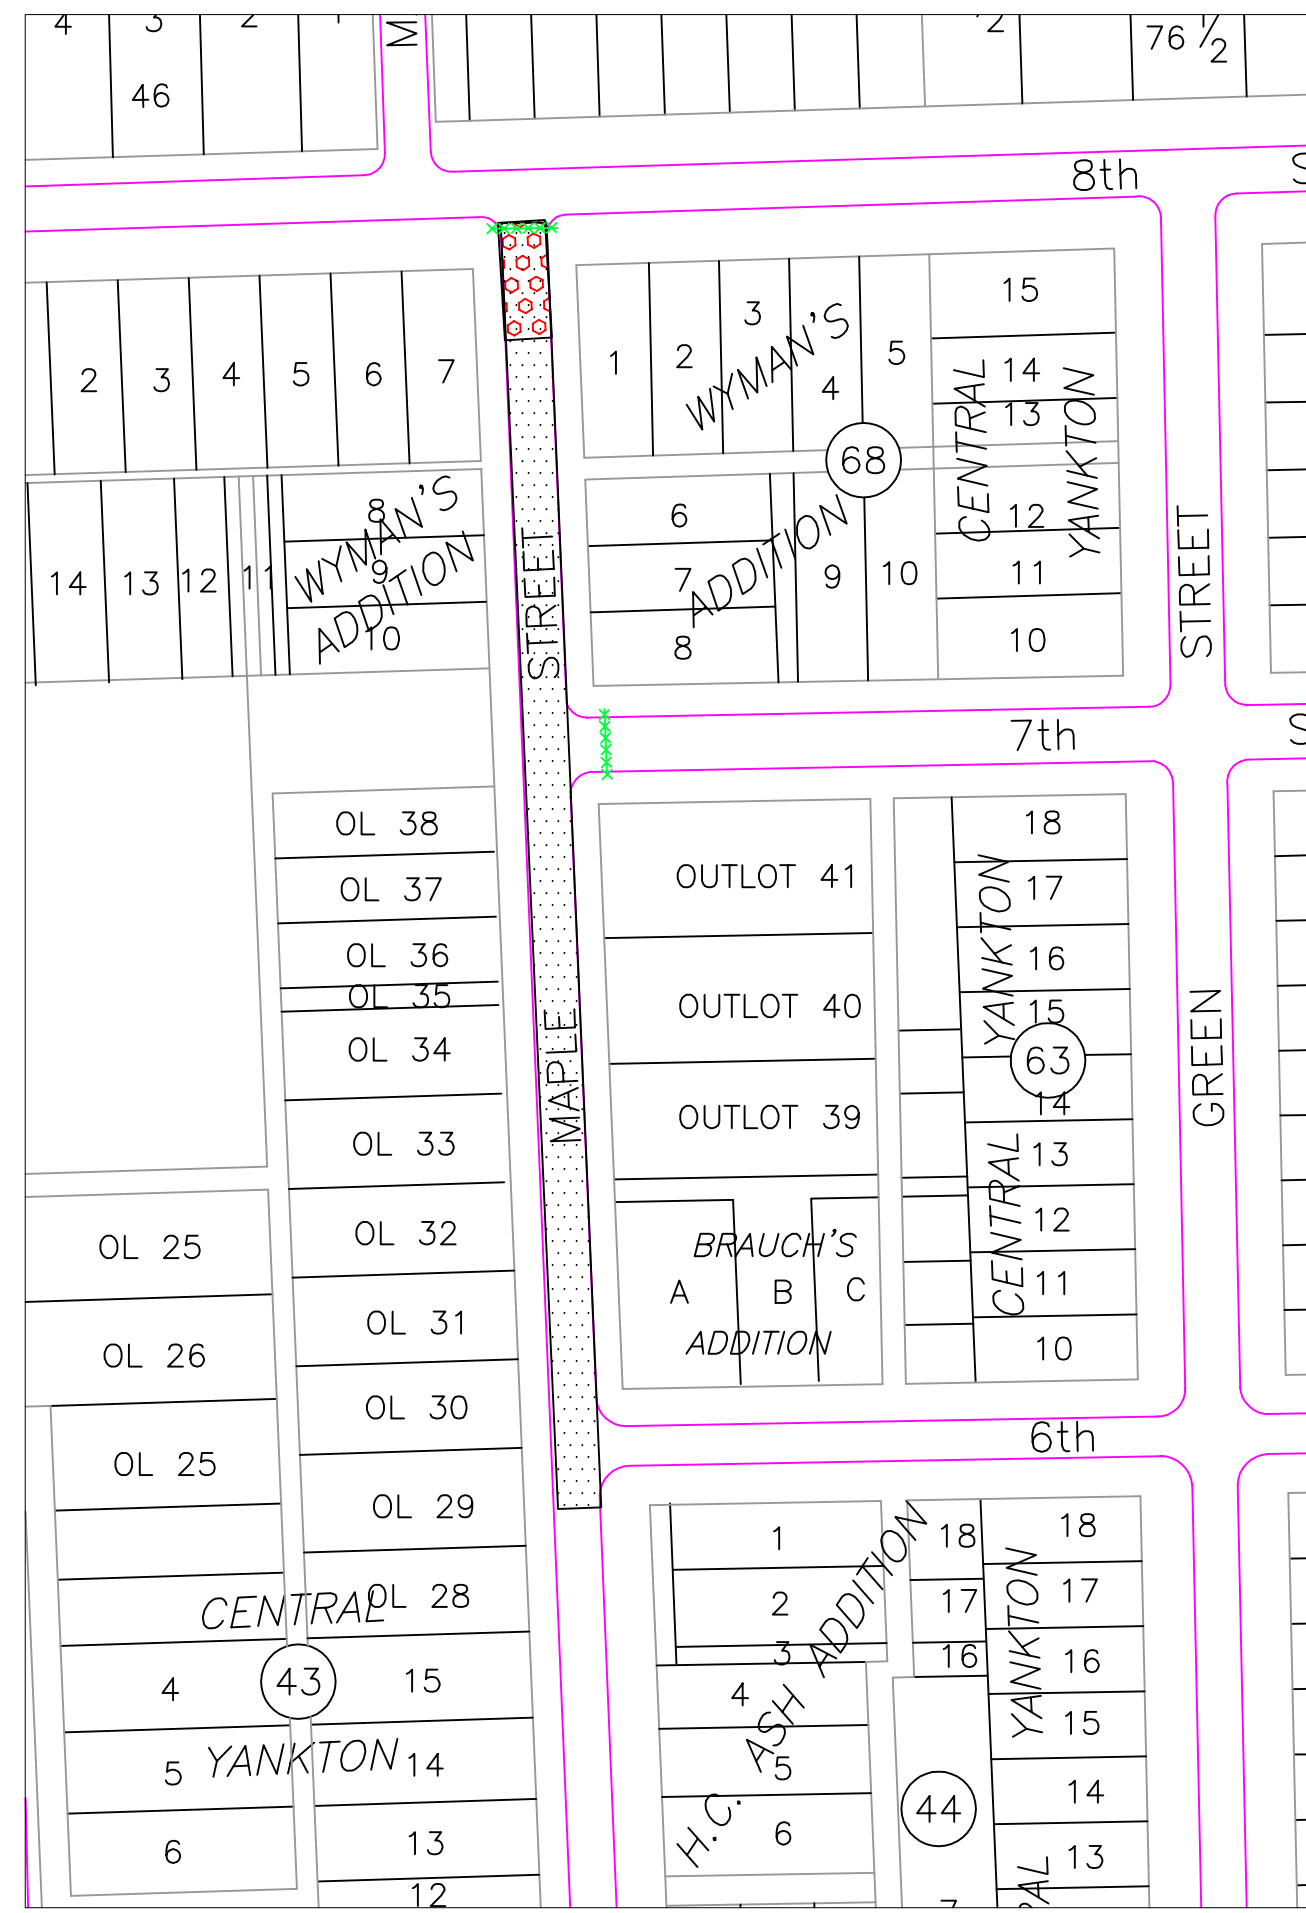 4 3 2
46
76 1/2
8th
2 3 4 5 6 7
1 2 3 4 5
WYMAN'S
ADDITION
68
15
14
13
12
11
10
CENTRAL
YANKTON
8
9
10
WYMAN'S
ADDITION
14 13 12 11
6
7
8
9 10
STREET
STREET
7th
OL 38
OL 37
OL 36
OL 35
OL 34
OL 33
OL 32
OL 31
OL 30
OL 29
OL 28
MAPLE
OUTLOT 41
OUTLOT 40
OUTLOT 39
BRAUCH'S
A B C
ADDITION
18
17
16
15
63
14
13
12
11
10
YANKTON
CENTRAL
GREEN
OL 25
OL 26
OL 25
6th
CENTRAL
43
YANKTON
4
5
6
15
14
13
12
1
2
3
4
5
6
H.C. ASH ADDITION
18
17
16
44
18
17
16
15
14
13
YANKTON